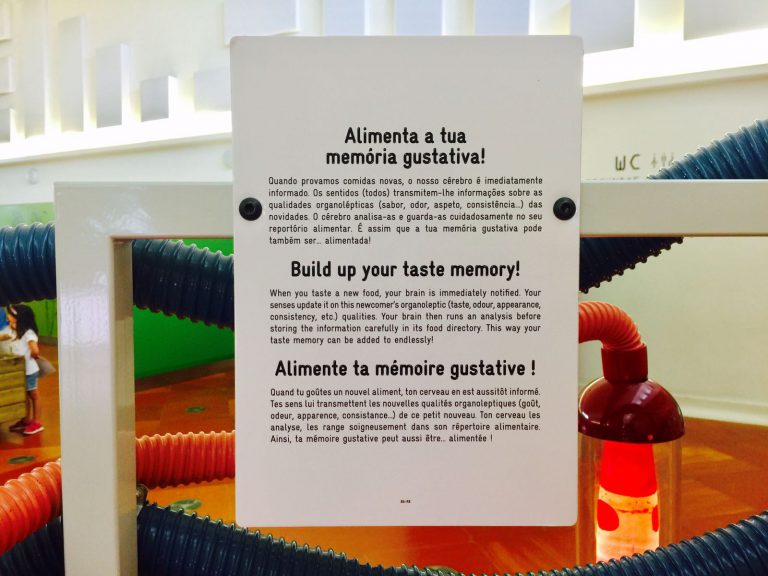 WC
Alimenta a tua
memória gustativa!
Quando provamos comidas novas, o nosso cérebro é imediatamente
informado. Os sentidos (todos) transmitem-lhe informações sobre as
qualidades organolépticas (sabor, odor, aspeto, consistência...) das
novidades. O cérebro analisa-as e guarda-as cuidadosamente no seu
reportório alimentar. É assim que a tua memória gustativa pode
também ser... alimentada!
Build up your taste memory!
When you taste a new food, your brain is immediately notified. Your
senses update it on this newcomer's organoleptic (taste, odour, appearance,
consistency, etc.) qualities. Your brain then runs an analysis before
storing the information carefully in its food directory. This way your
taste memory can be added to endlessly!
Alimente ta mémoire gustative !
Quand tu goûtes un nouvel aliment, ton cerveau en est aussitôt informé.
Tes sens lui transmettent les nouvelles qualités organoleptiques (goût,
odeur, apparence, consistance...) de ce petit nouveau. Ton cerveau les
analyse, les range soigneusement dans son répertoire alimentaire.
Ainsi, ta mémoire gustative peut aussi être... alimentée !